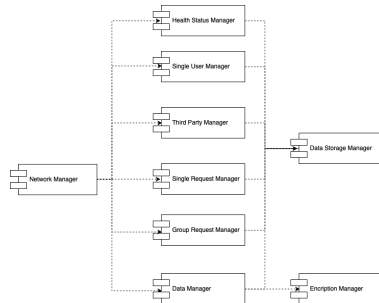 Health Status Manager
Single User Manager
Third Party Manager
Data Storage Manager
Network Manager
Single Request Manager
Group Request Manager
Data Manager
Encription Manager